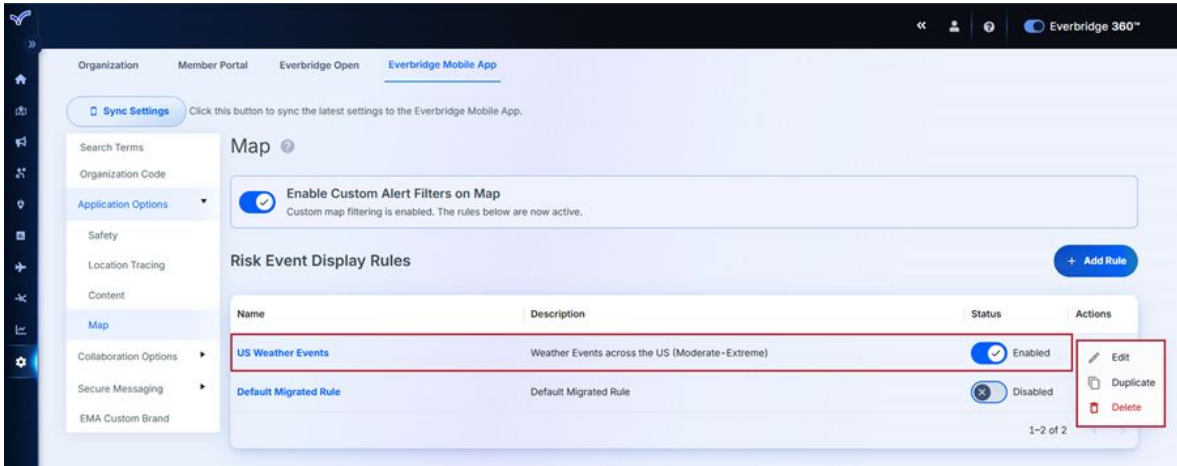 Everbridge 360™
Organization Member Portal Everbridge Open Everbridge Mobile App
Sync Settings Click this button to sync the latest settings to the Everbridge Mobile App.
Search Terms
Organization Code
Application Options
Safety
Location Tracing
Content
Map
Collaboration Options
Secure Messaging
EMA Custom Brand
Map
Enable Custom Alert Filters on Map
Custom map filtering is enabled. The rules below are now active.
Risk Event Display Rules
+ Add Rule
Name Description Status Actions
US Weather Events Weather Events across the US (Moderate-Extreme) Enabled
Default Migrated Rule Default Migrated Rule Disabled
Edit
Duplicate
Delete
1–2 of 2